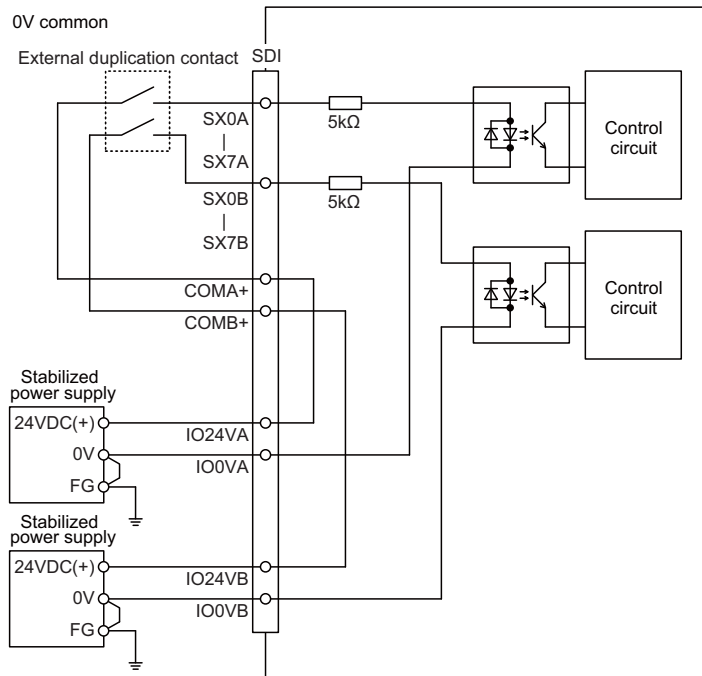 0V common
External duplication contact
SDI
SX0A
|
SX7A
5kΩ
Control
circuit
SX0B
|
SX7B
5kΩ
COMA+
COMB+
Control
circuit
Stabilized
power supply
24VDC(+)
IO24VA
0V
IO0VA
FG
Stabilized
power supply
24VDC(+)
IO24VB
0V
IO0VB
FG